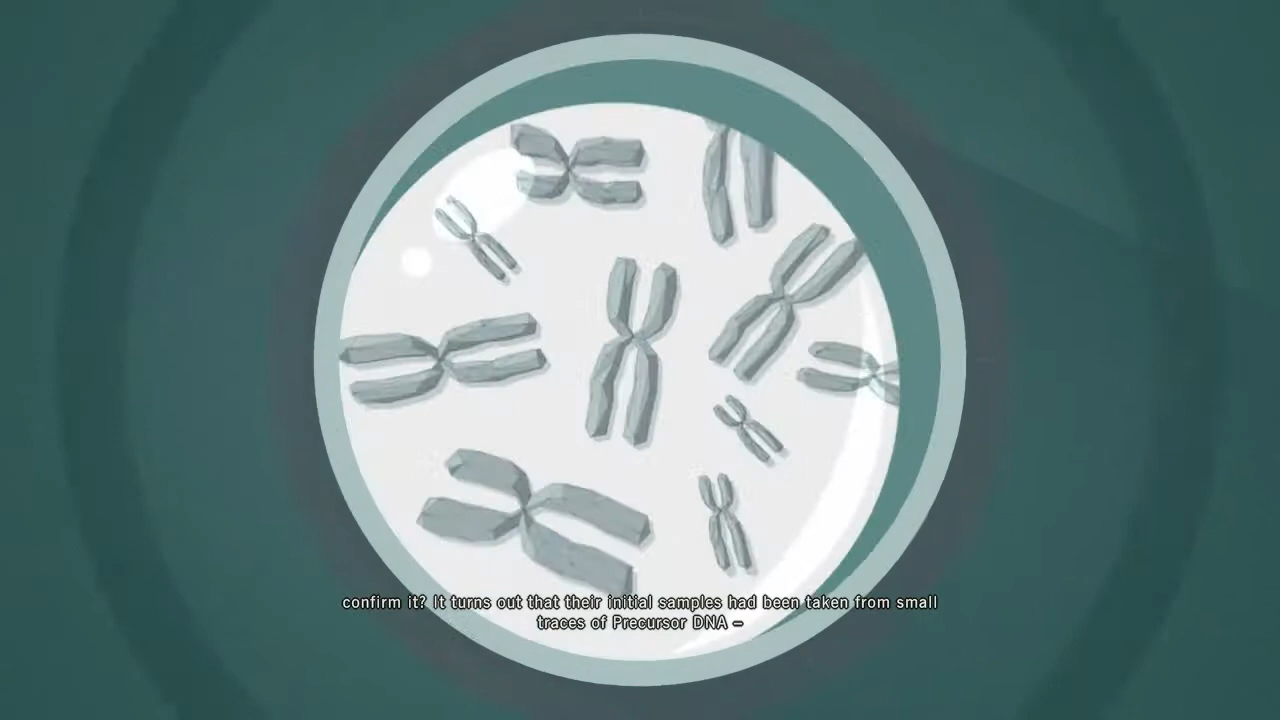 confirm it? It turns out that their initial samples had been taken from small
traces of Precursor DNA –